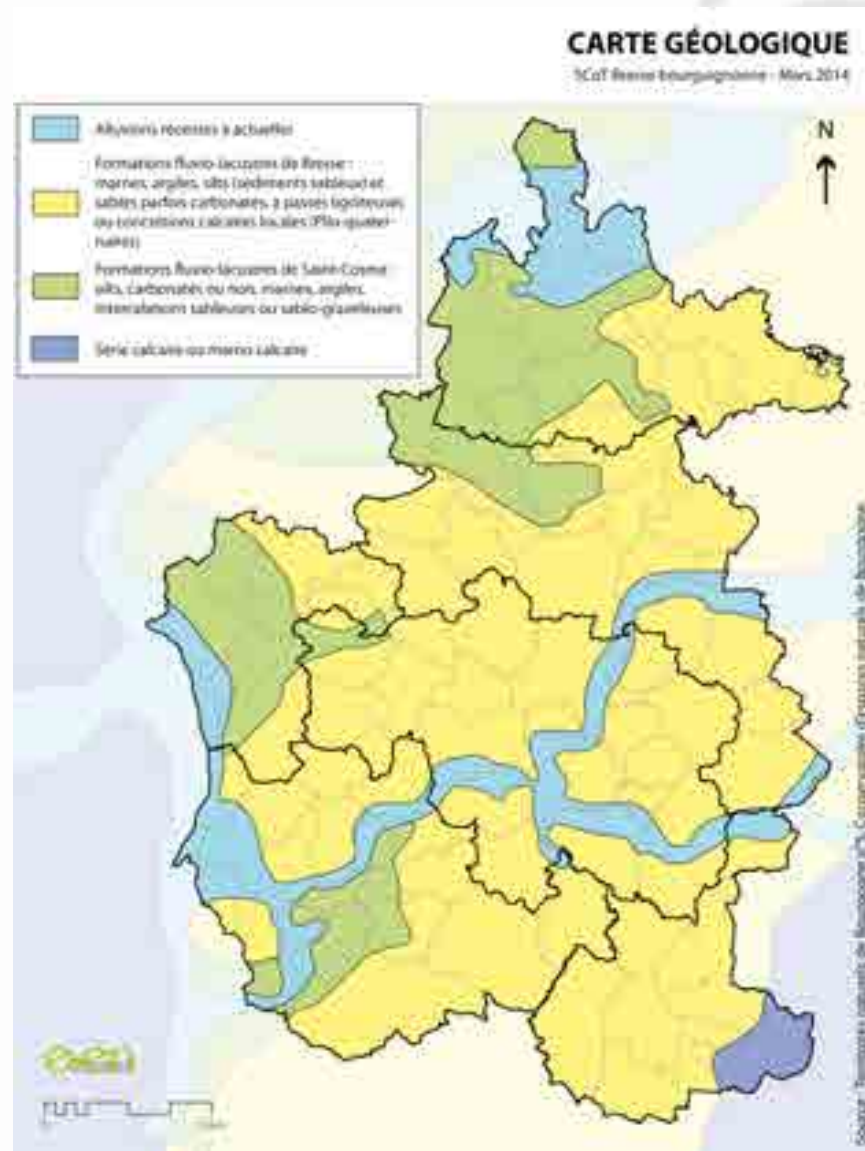 CARTE GÉOLOGIQUE
SCoT Bresse bourguignonne - Mars 2014
N
Alluvions récentes à actuelles
Formations fluvio-lacustres de Bresse :
marnes, argiles, silts (sédiments sableux) et
sables parfois carbonatés, à passées ligniteuses
ou concrétions calcaires locales (Plio-quater-
naires)
Formations fluvio-lacustres de Saint-Cosme :
silts, carbonatés ou non, marnes, argiles,
intercalations sableuses ou sablo-graveleuses
Série calcaire ou marno calcaire